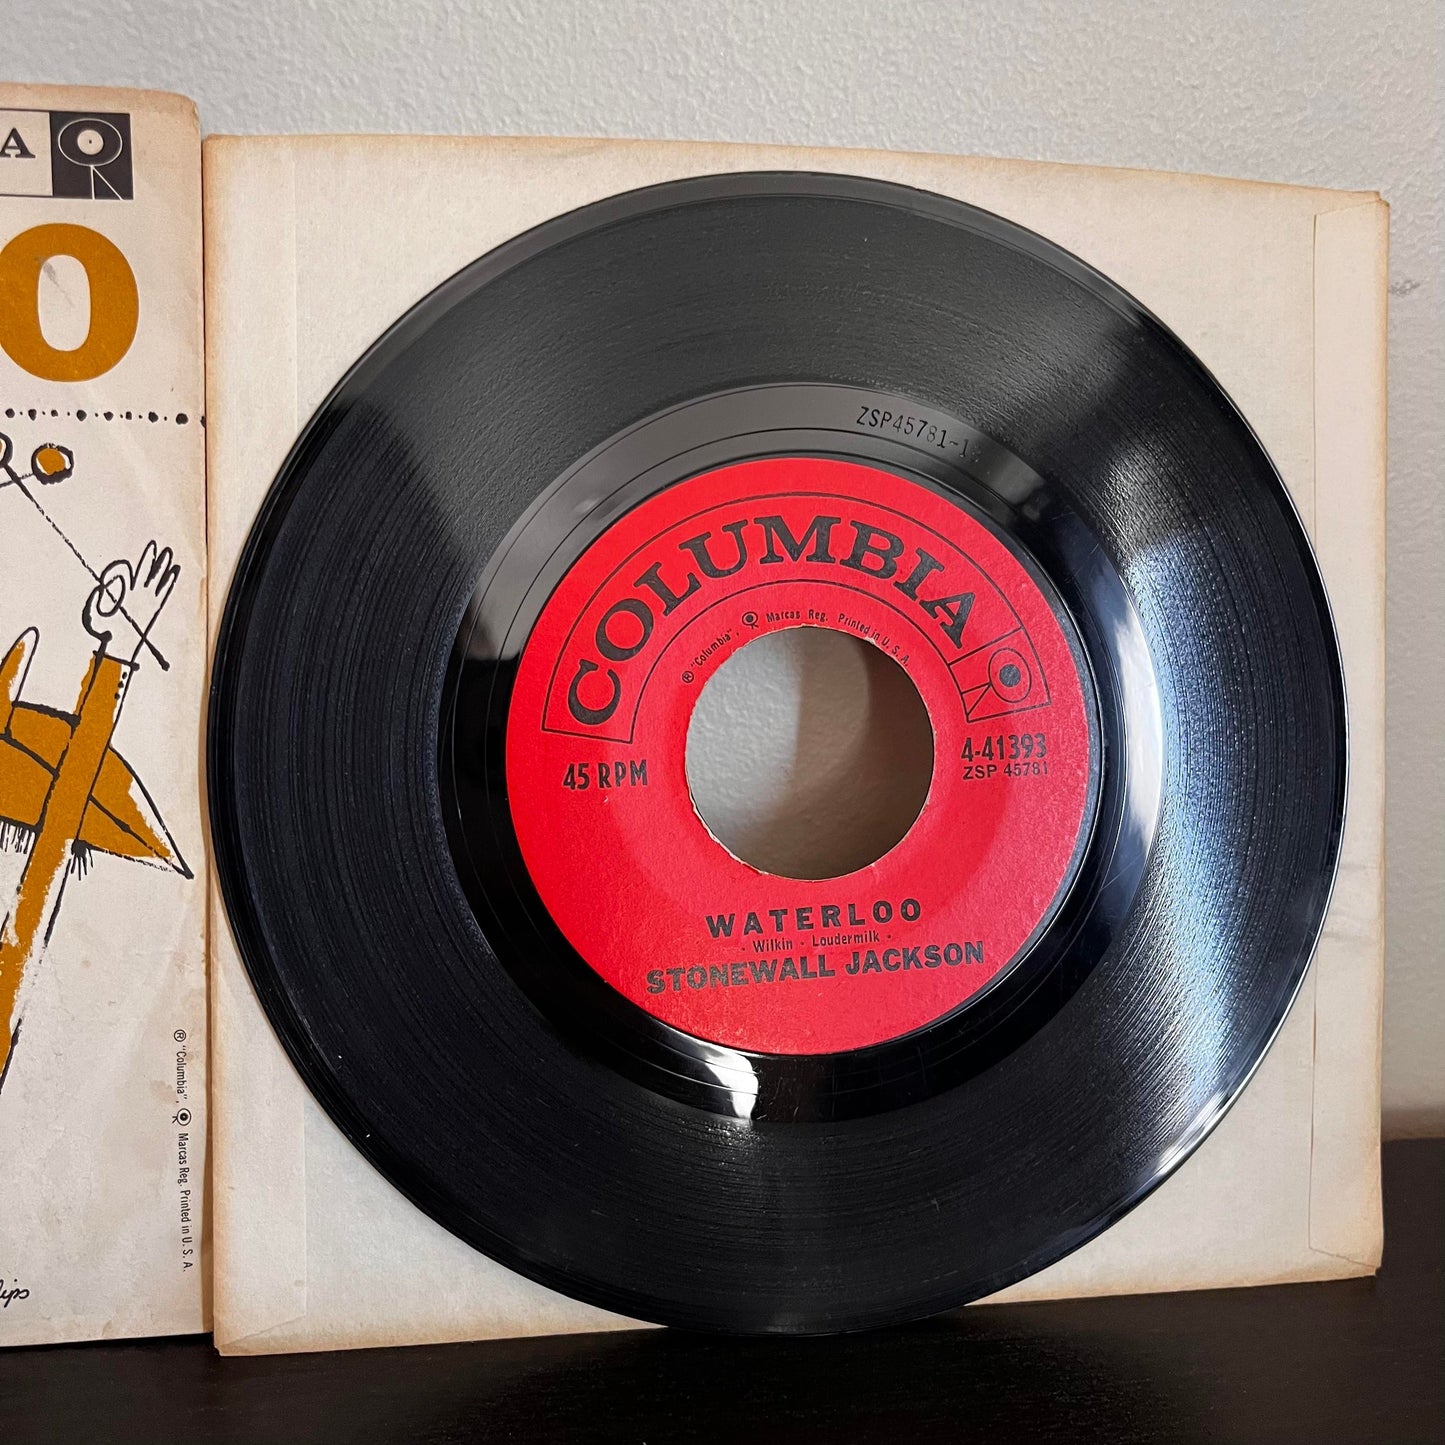 A
O
® "Columbia", Marcas Reg. Printed in U. S. A.
ZSP45781-1
COLUMBIA
® "Columbia", Marcas Reg. Printed in U. S. A.
45 RPM
4-41393
ZSP 45781
WATERLOO
- Wilkin - Loudermilk -
STONEWALL JACKSON